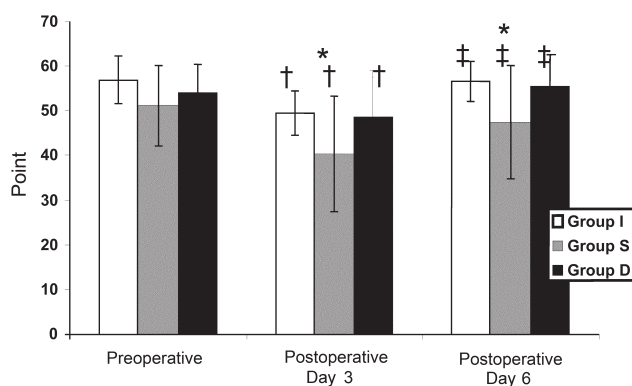 70
60
50
40
30
20
10
0
Point
*
† † †
*
‡ ‡ ‡
Group I
Group S
Group D
Preoperative
Postoperative
Day 3
Postoperative
Day 6